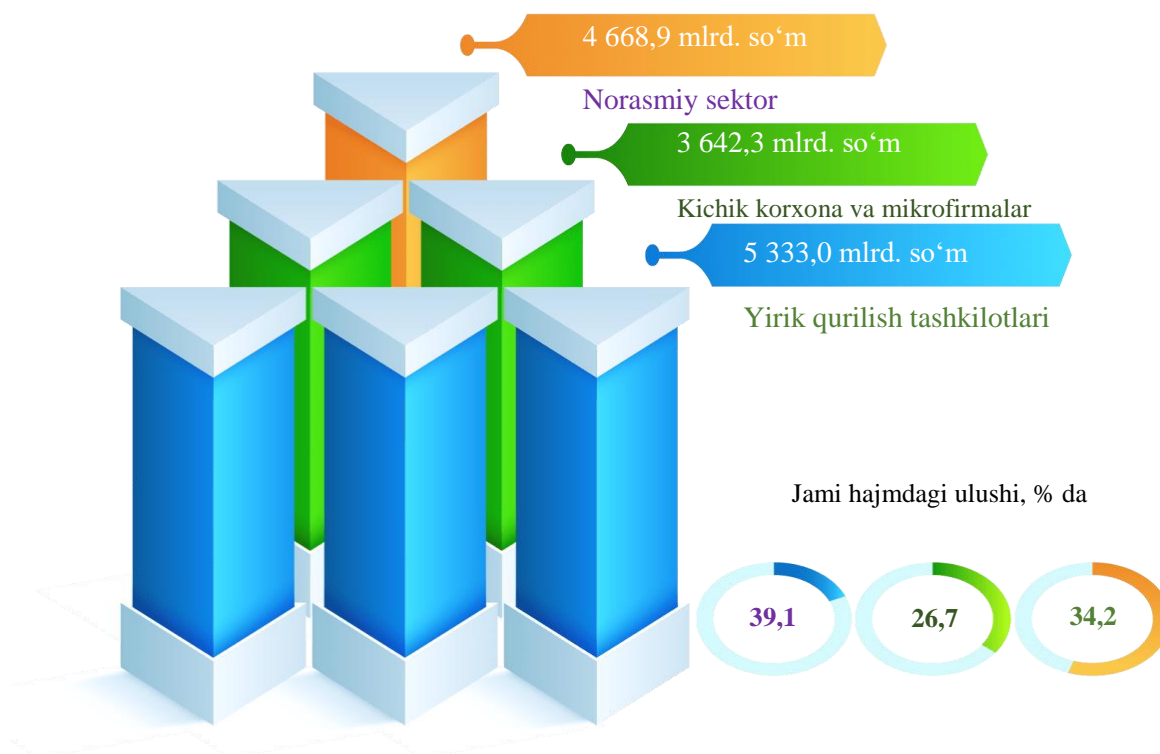 4 668,9 mlrd. so‘m
Norasmiy sektor
3 642,3 mlrd. so‘m
Kichik korxona va mikrofirmalar
5 333,0 mlrd. so‘m
Yirik qurilish tashkilotlari
Jami hajmdagi ulushi, % da
39,1
26,7
34,2